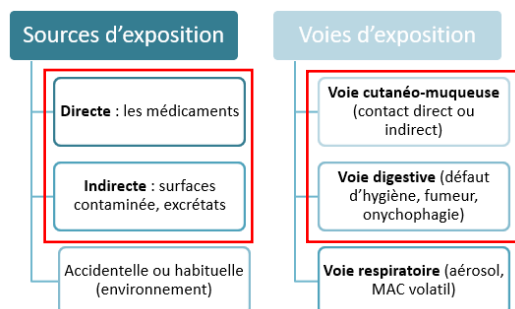 Sources d'exposition
Directe : les médicaments
Indirecte : surfaces
contaminée, excrétats
Accidentelle ou habituelle
(environnement)
Voies d'exposition
Voie cutanéo-muqueuse
(contact direct ou
indirect)
Voie digestive (défaut
d'hygiène, fumeur,
onychophagie)
Voie respiratoire (aérosol,
MAC volatil)